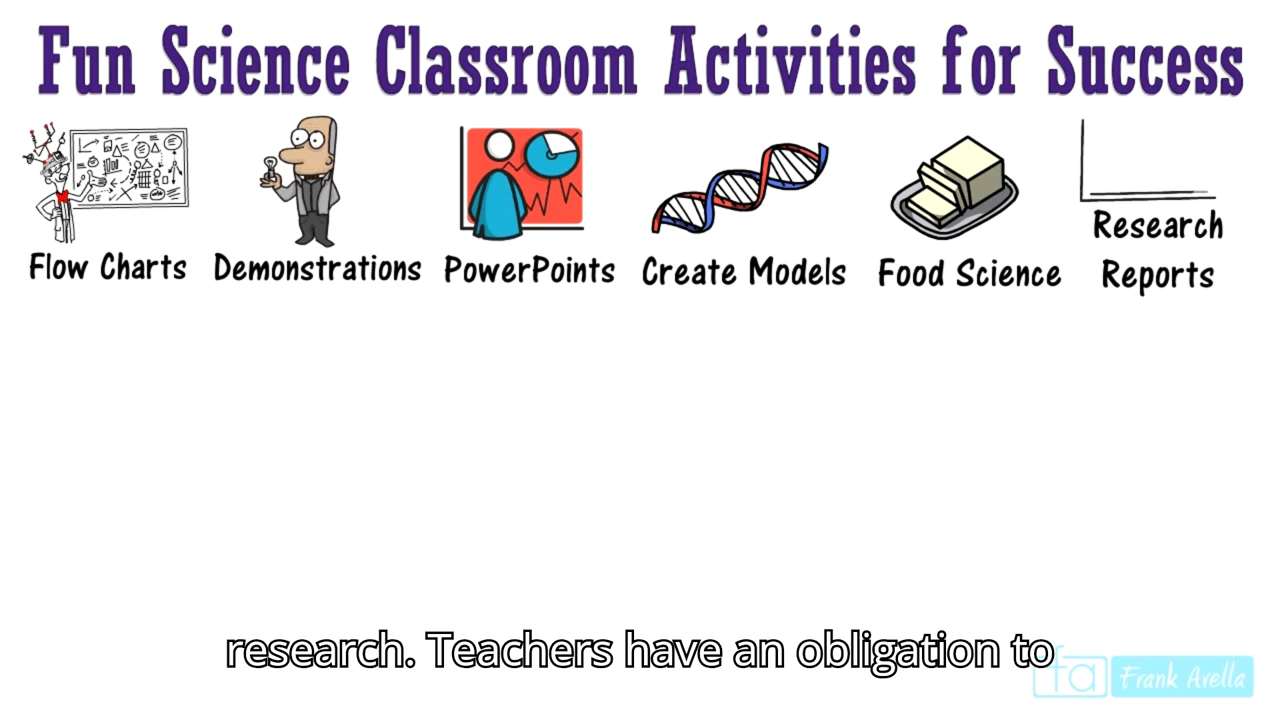 Fun Science Classroom Activities for Success
Flow Charts
Demonstrations
PowerPoints
Create Models
Food Science
Research
Reports
research. Teachers have an obligation to
fa Frank Avella